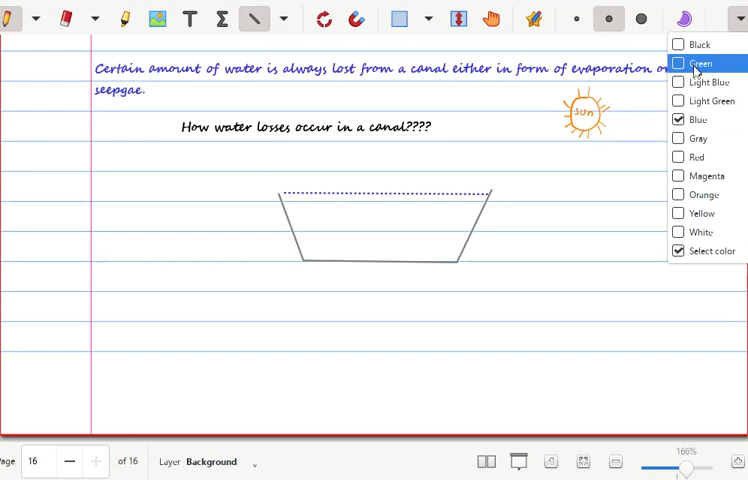 Black
Green
Certain amount of water is always lost from a canal either in form of evaporation or
Light Blue
seepgae.
Light Green
sun
How water losses occur in a canal????
Blue
Gray
Red
Magenta
Orange
Yellow
White
Select color
Page 16 of 16 Layer Background 166%